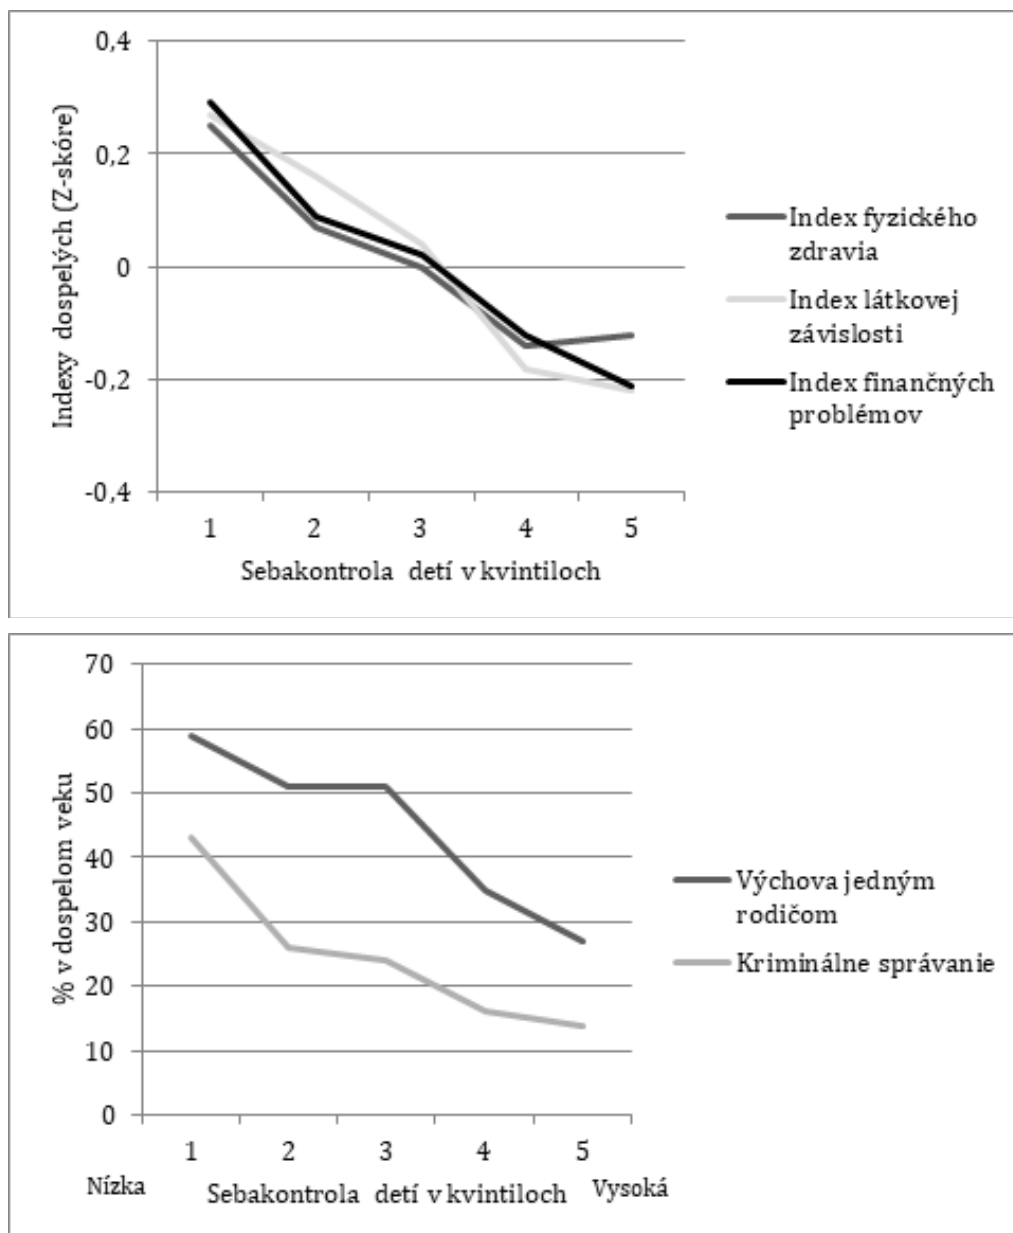 0,4
0,2
0
-0,2
-0,4
Indexy dospelých (Z-skóre)
1 2 3 4 5
Sebakontrola detí v kvintiloch
Index fyzického
zdravia
Index látkovej
závislosti
Index finančných
problémov
70
60
50
40
30
20
10
0
% v dospelom veku
1 2 3 4 5
Nízka Sebakontrola detí v kvintiloch Vysoká
Výchova jedným
rodičom
Kriminálne správanie